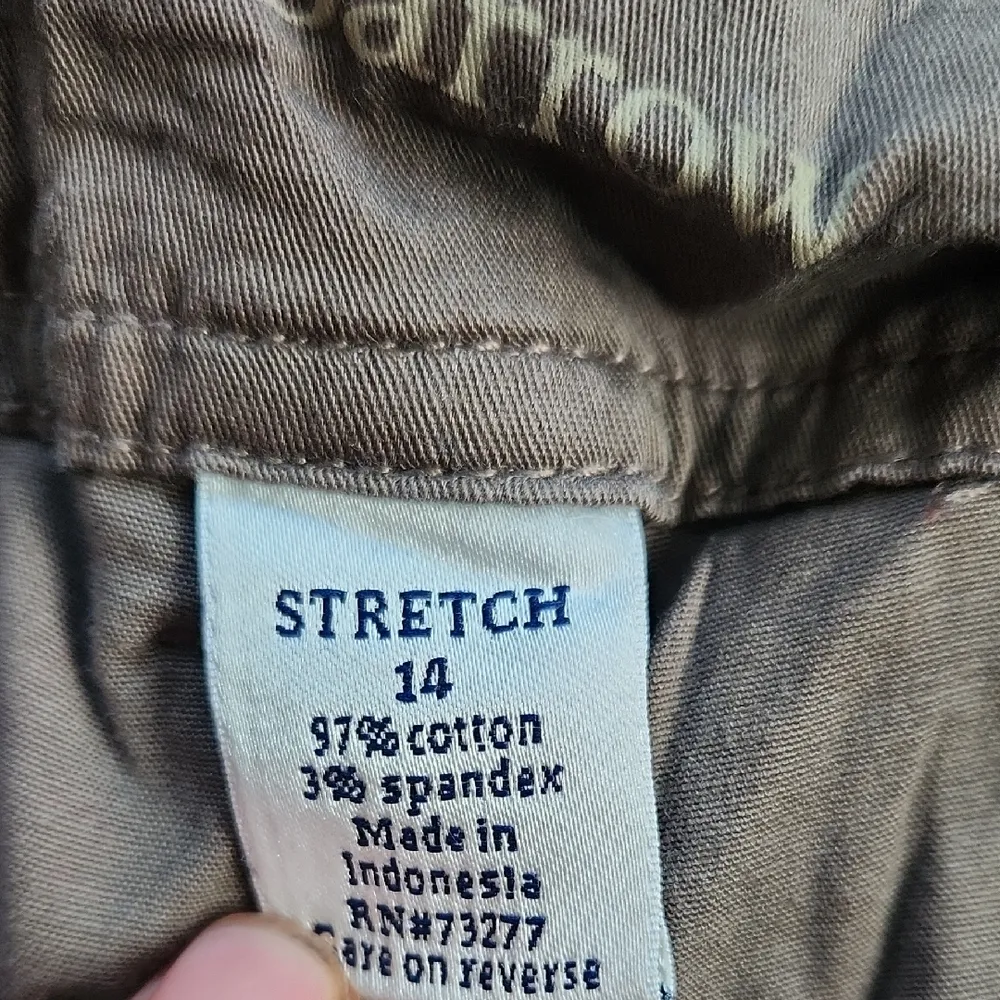 STRETCH
14
97% cotton
3% spandex
Made in
Indonesia
RN#73277
Care on reverse